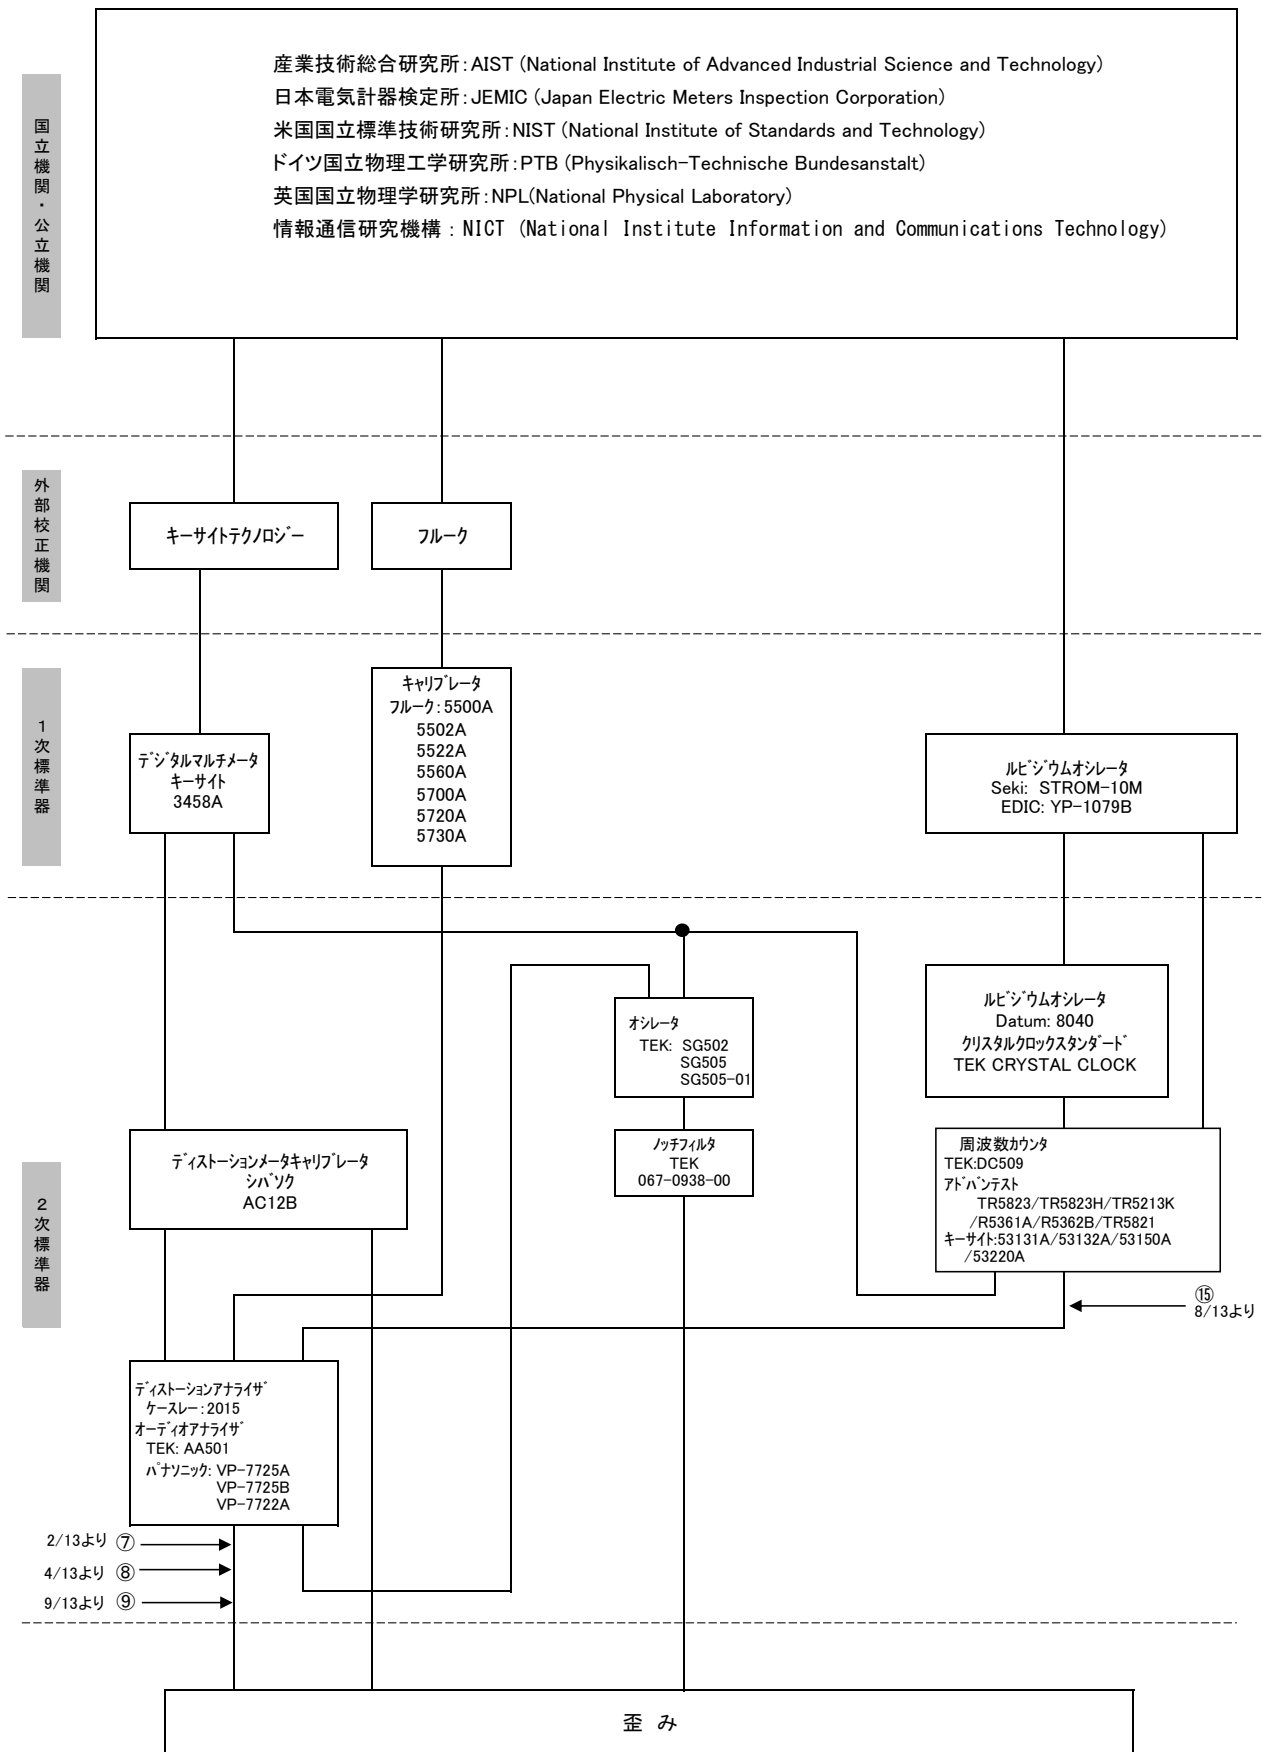 産業技術総合研究所：AIST (National Institute of Advanced Industrial Science and Technology)
日本電気計器検定所：JEMIC (Japan Electric Meters Inspection Corporation)
米国国立標準技術研究所：NIST (National Institute of Standards and Technology)
ドイツ国立物理工学研究所：PTB (Physikalisch-Technische Bundesanstalt)
英国国立物理学研究所：NPL(National Physical Laboratory)
情報通信研究機構：NICT (National Institute Information and Communications Technology)
国立機関・公立機関
外部校正機関
キーサイトテクノロジー
フルーク
1次標準器
デジタルマルチメータ
キーサイト
3458A
キャリブレータ
フルーク：5500A
5502A
5522A
5560A
5700A
5720A
5730A
ルビジウムオシレータ
Seki: STROM-10M
EDIC: YP-1079B
2次標準器
オシレータ
TEK: SG502
SG505
SG505-01
ルビジウムオシレータ
Datum: 8040
クリスタルクロックスタンダード
TEK CRYSTAL CLOCK
ディストーションメータキャリブレータ
シバソク
AC12B
ノッチフィルタ
TEK
067-0938-00
周波数カウンタ
TEK:DC509
アドバンテスト
TR5823/TR5823H/TR5213K
/R5361A/R5362B/TR5821
キーサイト:53131A/53132A/53150A
/53220A
⑮
8/13より
ディストーションアナライザ
ケースレー：2015
オーディオアナライザ
TEK: AA501
パナソニック: VP-7725A
VP-7725B
VP-7722A
2/13より ⑦
4/13より ⑧
9/13より ⑨
歪 み